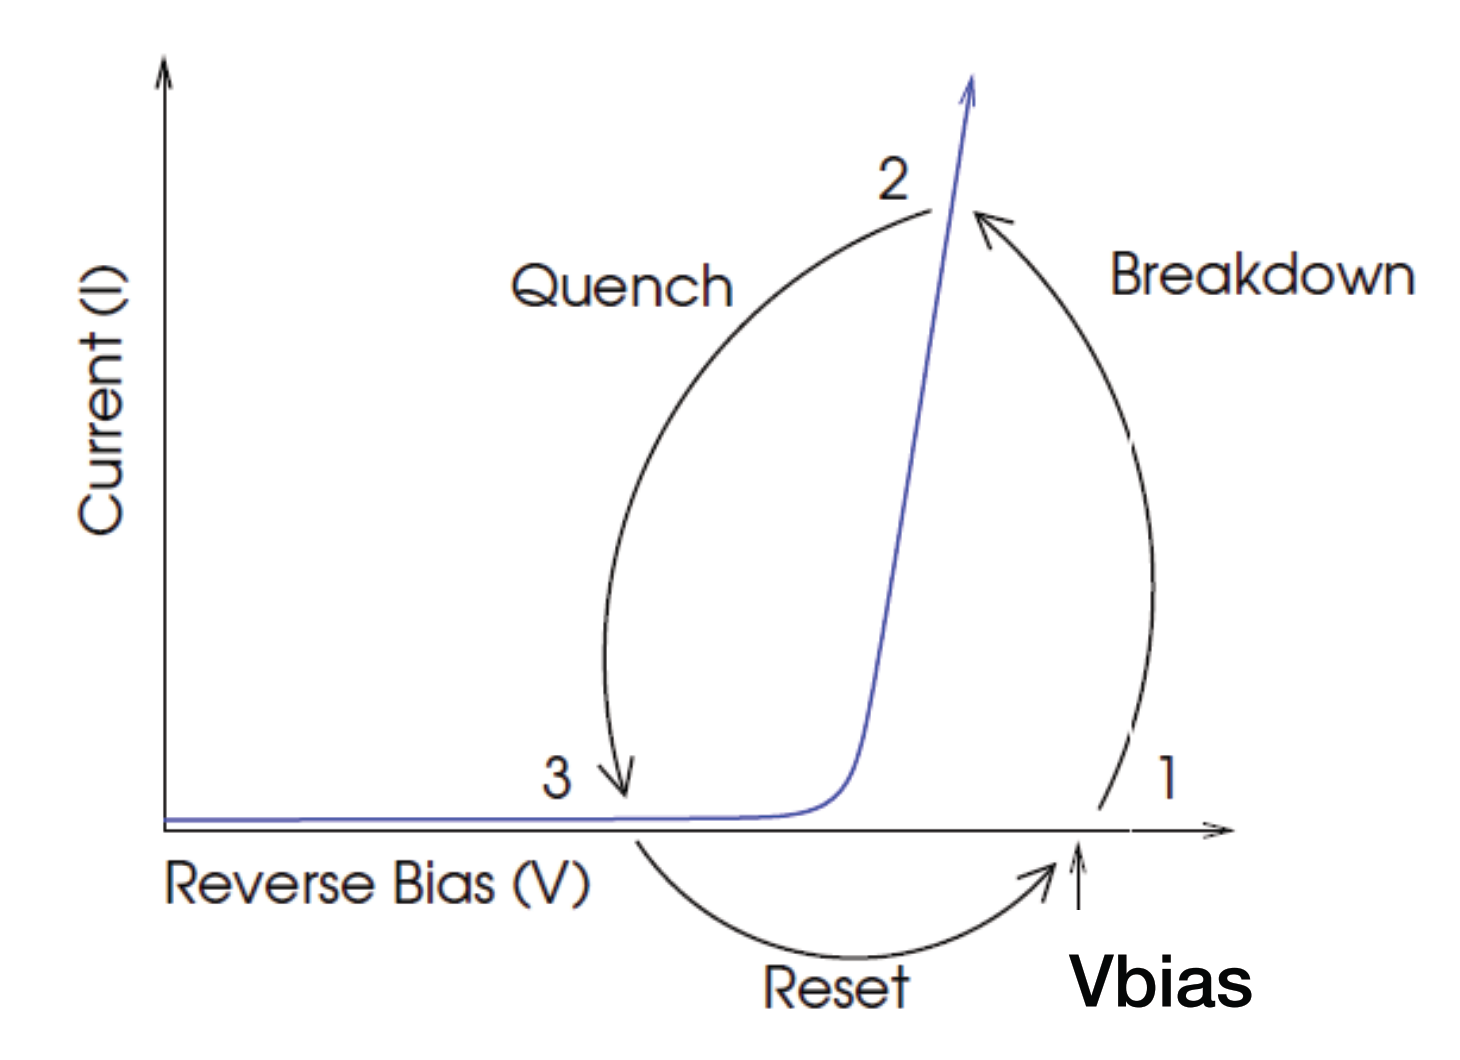 2
Quench
Breakdown
Current (I)
3
1
Reverse Bias (V)
Reset
Vbias